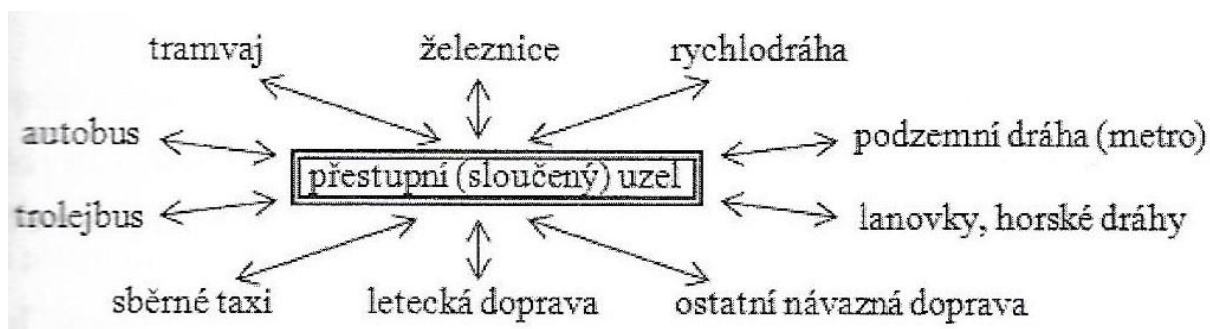 tramvaj železnice rychlodráha
autobus podzemní dráha (metro)
přestupní (sloučený) uzel
trolejbus lanovky, horské dráhy
sběrné taxi letecká doprava ostatní návazná doprava